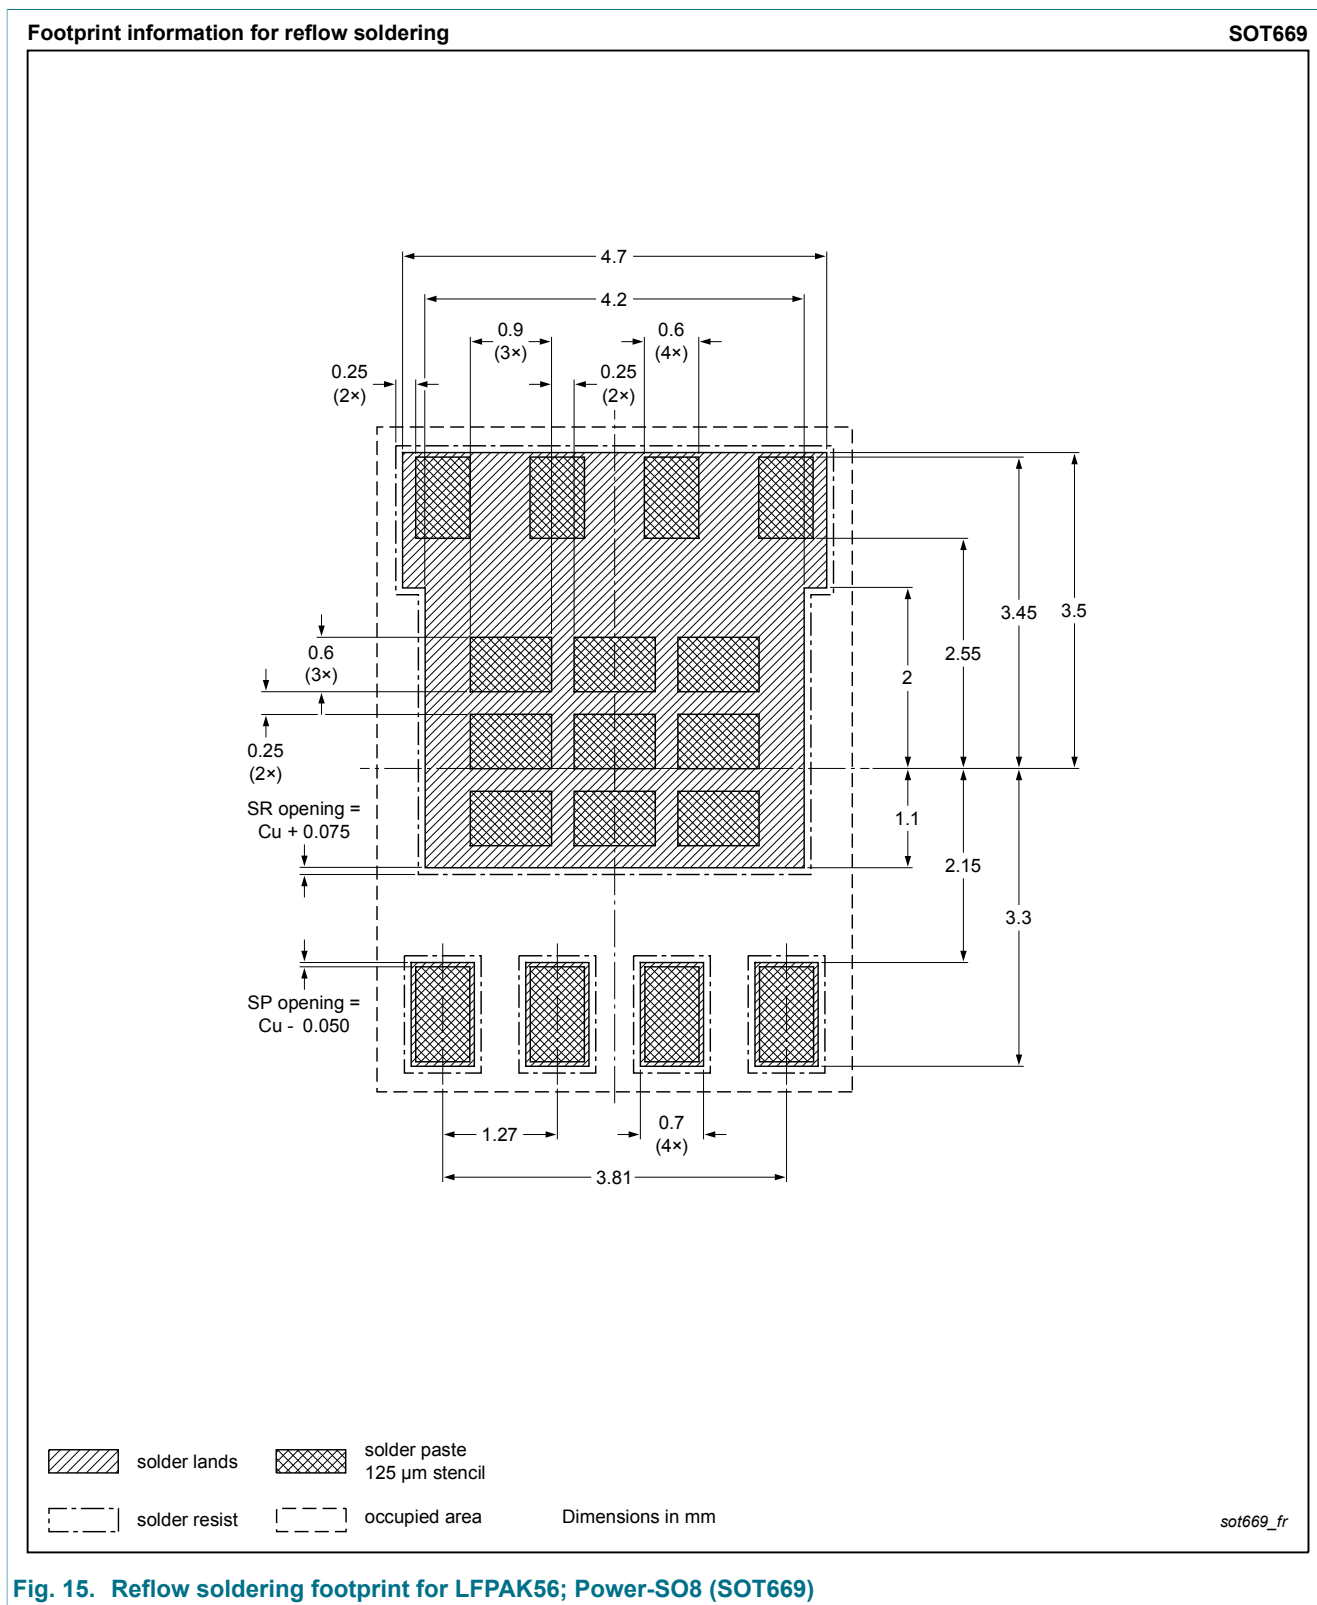 Footprint information for reflow soldering SOT669
4.7
4.2
0.9
(3×)
0.6
(4×)
0.25
(2×)
0.25
(2×)
3.45
3.5
2.55
2
0.6
(3×)
0.25
(2×)
SR opening =
Cu + 0.075
1.1
2.15
3.3
SP opening =
Cu - 0.050
1.27
0.7
(4×)
3.81
solder lands
solder paste
125 µm stencil
solder resist
occupied area
Dimensions in mm
sot669_fr
Fig. 15. Reflow soldering footprint for LFPAK56; Power-SO8 (SOT669)